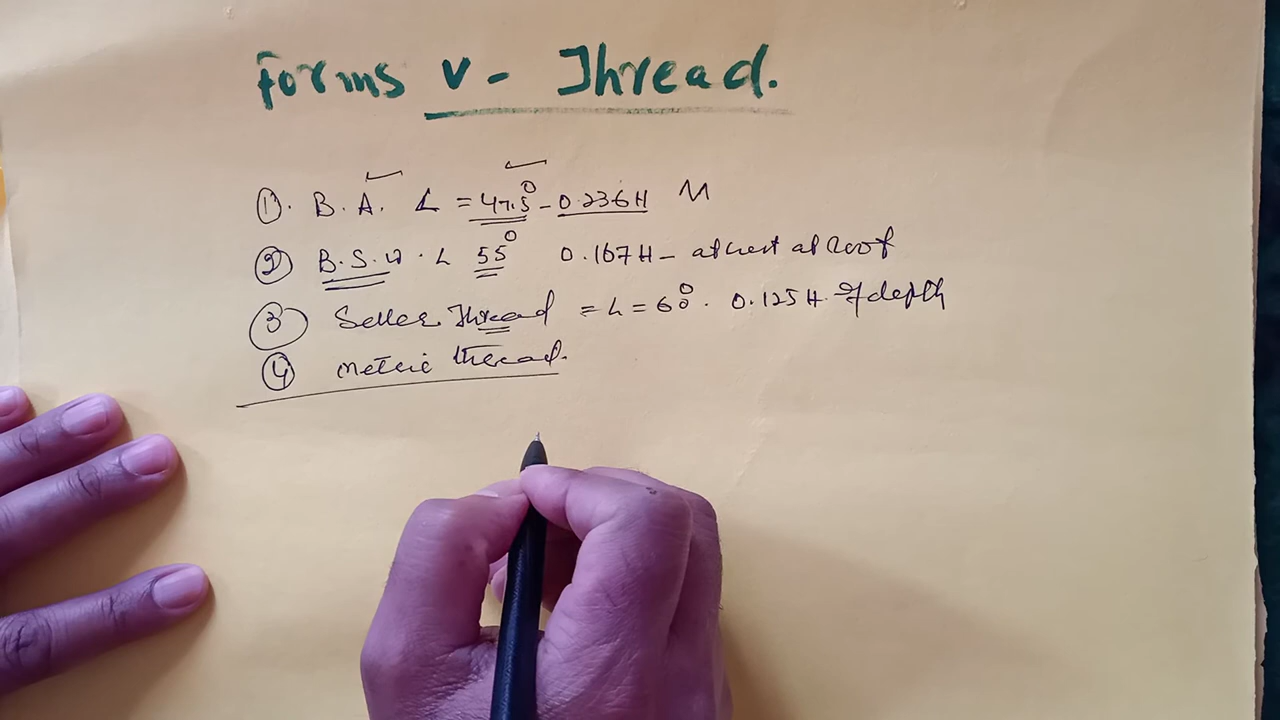 Forms V - Thread.
①. B. A. ∠ = 47.5° - 0.236H M
② B.S.W. ∠ 55° 0.167H - at crest at Roof
③ Seller Thread = ∠ = 60°. 0.125H of depth
④ Metric thread.